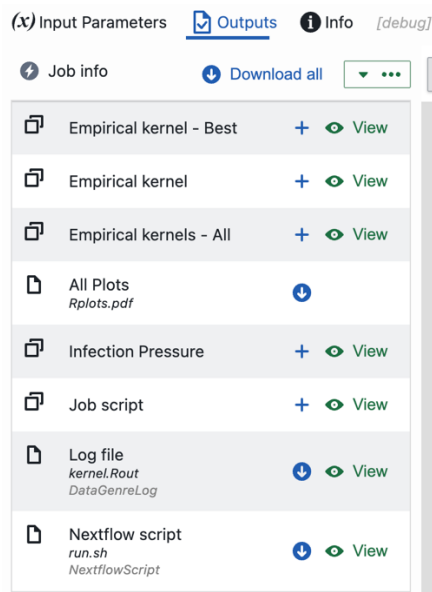 (x) Input Parameters Outputs Info [debug]
Job info Download all
Empirical kernel - Best View
Empirical kernel View
Empirical kernels - All View
All Plots
Rplots.pdf
Infection Pressure View
Job script View
Log file
kernel.Rout View
DataGenreLog
Nextflow script
run.sh View
NextflowScript